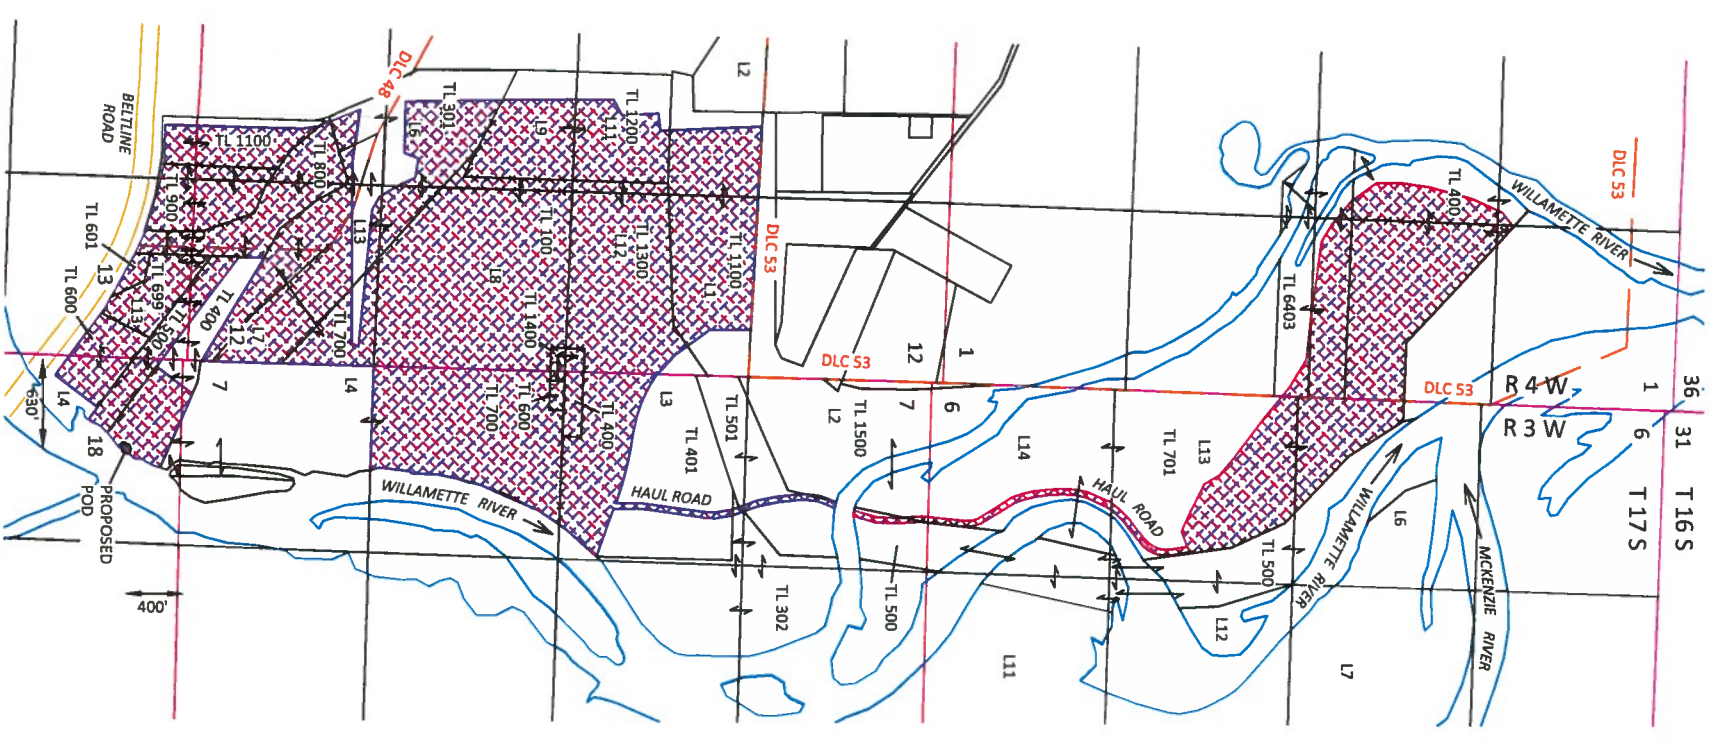 BELTLINE
ROAD
DLC 48
TL 301
L6
L9
L11
TL 1200
L2
TL 1100
TL 800
TL 900
TL 601
TL 600
13
TL 699
L13
TL 500
TL 400
12
L7
TL 700
L13
L8
TL 100
L12
TL 1300
TL 1100
L1
TL 1400
DLC 53
DLC 53
12
1
TL 400
WILLAMETTE RIVER
DLC 53
TL 6403
DLC 53
R 4 W
R 3 W
1
6
36
31
T 16 S
T 17 S
630'
L4
18
PROPOSED
POD
400'
7
L4
TL 700
TL 600
TL 400
L3
TL 401
TL 501
HAUL ROAD
WILLAMETTE RIVER
L2
TL 1500
7
6
L14
TL 701
L13
HAUL ROAD
TL 302
TL 500
L11
TL 500
L12
WILLAMETTE RIVER
L6
L7
MCKENZIE RIVER